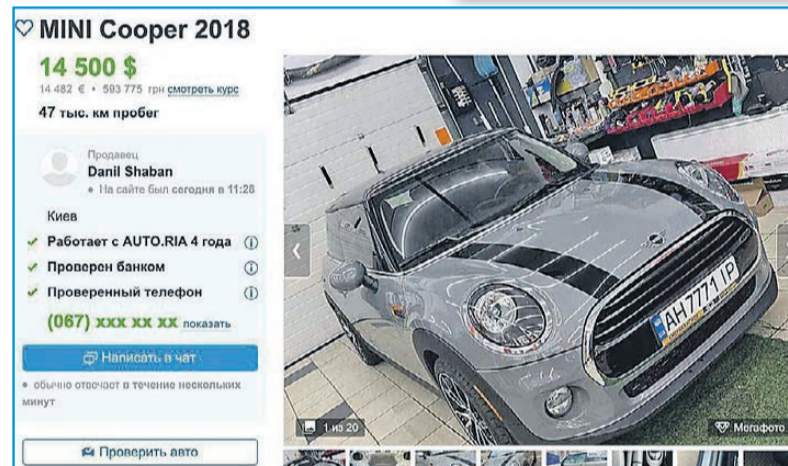 MINI Cooper 2018
14 500 $
14 482 € • 593 775 грн смотреть курс
47 тыс. км пробег
Продавец
Danil Shaban
• На сайте был сегодня в 11:28
Киев
Работает с AUTO.RIA 4 года
Проверен банком
Проверенный телефон
(067) xxx xx xx показать
Написать в чат
• обычно отвечает в течение нескольких
минут
Проверить авто
AH7771IP
1 из 20
Мегафото